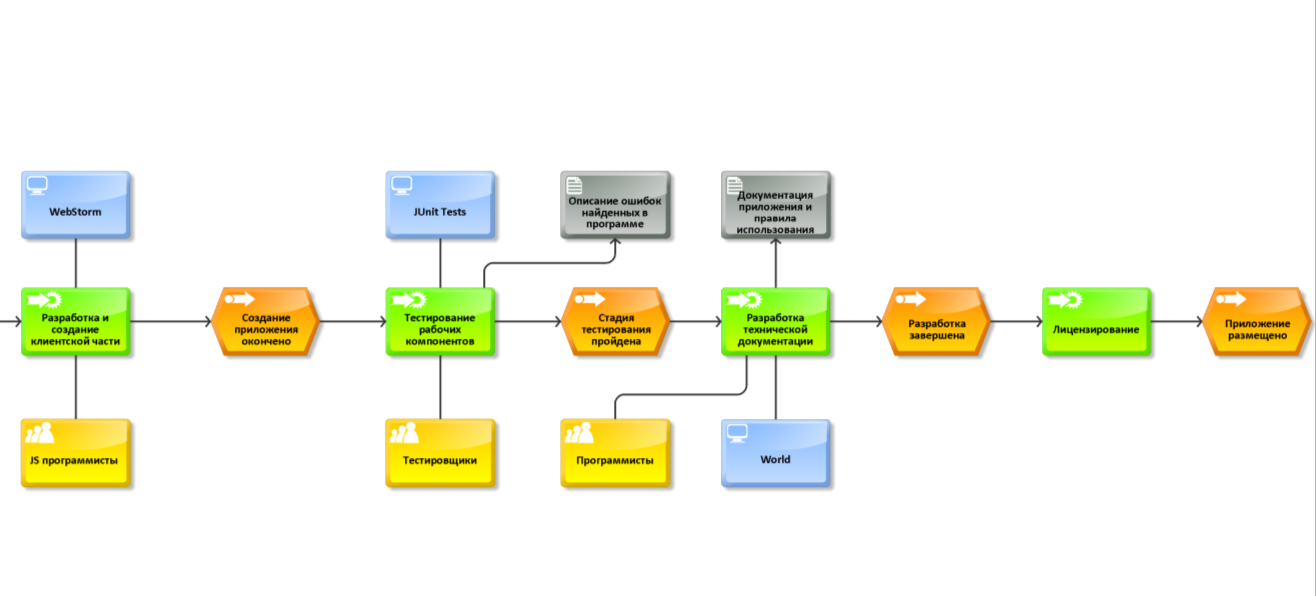 WebStorm
JUnit Tests
Описание ошибок
найденных в
программе
Документация
приложения и
правила
использования
Разработка и
создание
клиентской части
Создание
приложения
окончено
Тестирование
рабочих
компонентов
Стадия
тестирования
пройдена
Разработка
технической
документации
Разработка
завершена
Лицензирование
Приложение
размещено
JS программисты
Тестировщики
Программисты
World